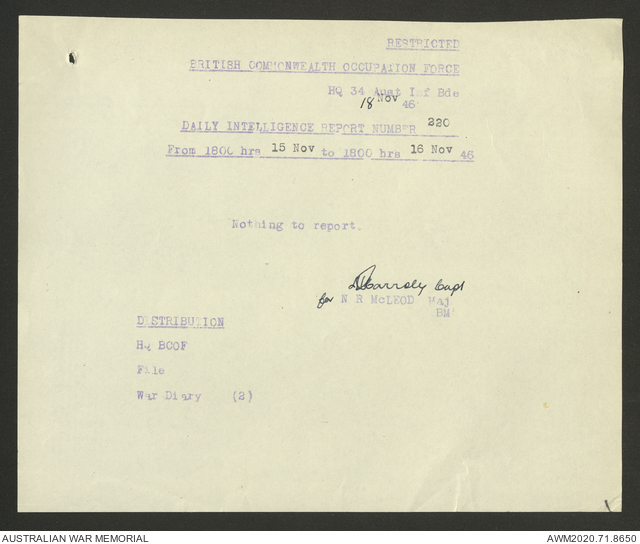 RESTRICTED
BRITISH COMMONWEALTH OCCUPATION FORCE
HQ 34 Aust Inf Bde
18 Nov 46
DAILY INTELLIGENCE REPORT NUMBER 220
From 1800 hrs 15 Nov to 1800 hrs 16 Nov 46
Nothing to report.
Capt
for N R McLEOD Maj
BM
DISTRIBUTION
HQ BCOF
File
War Diary (2)
AUSTRALIAN WAR MEMORIAL AWM2020.71.8650